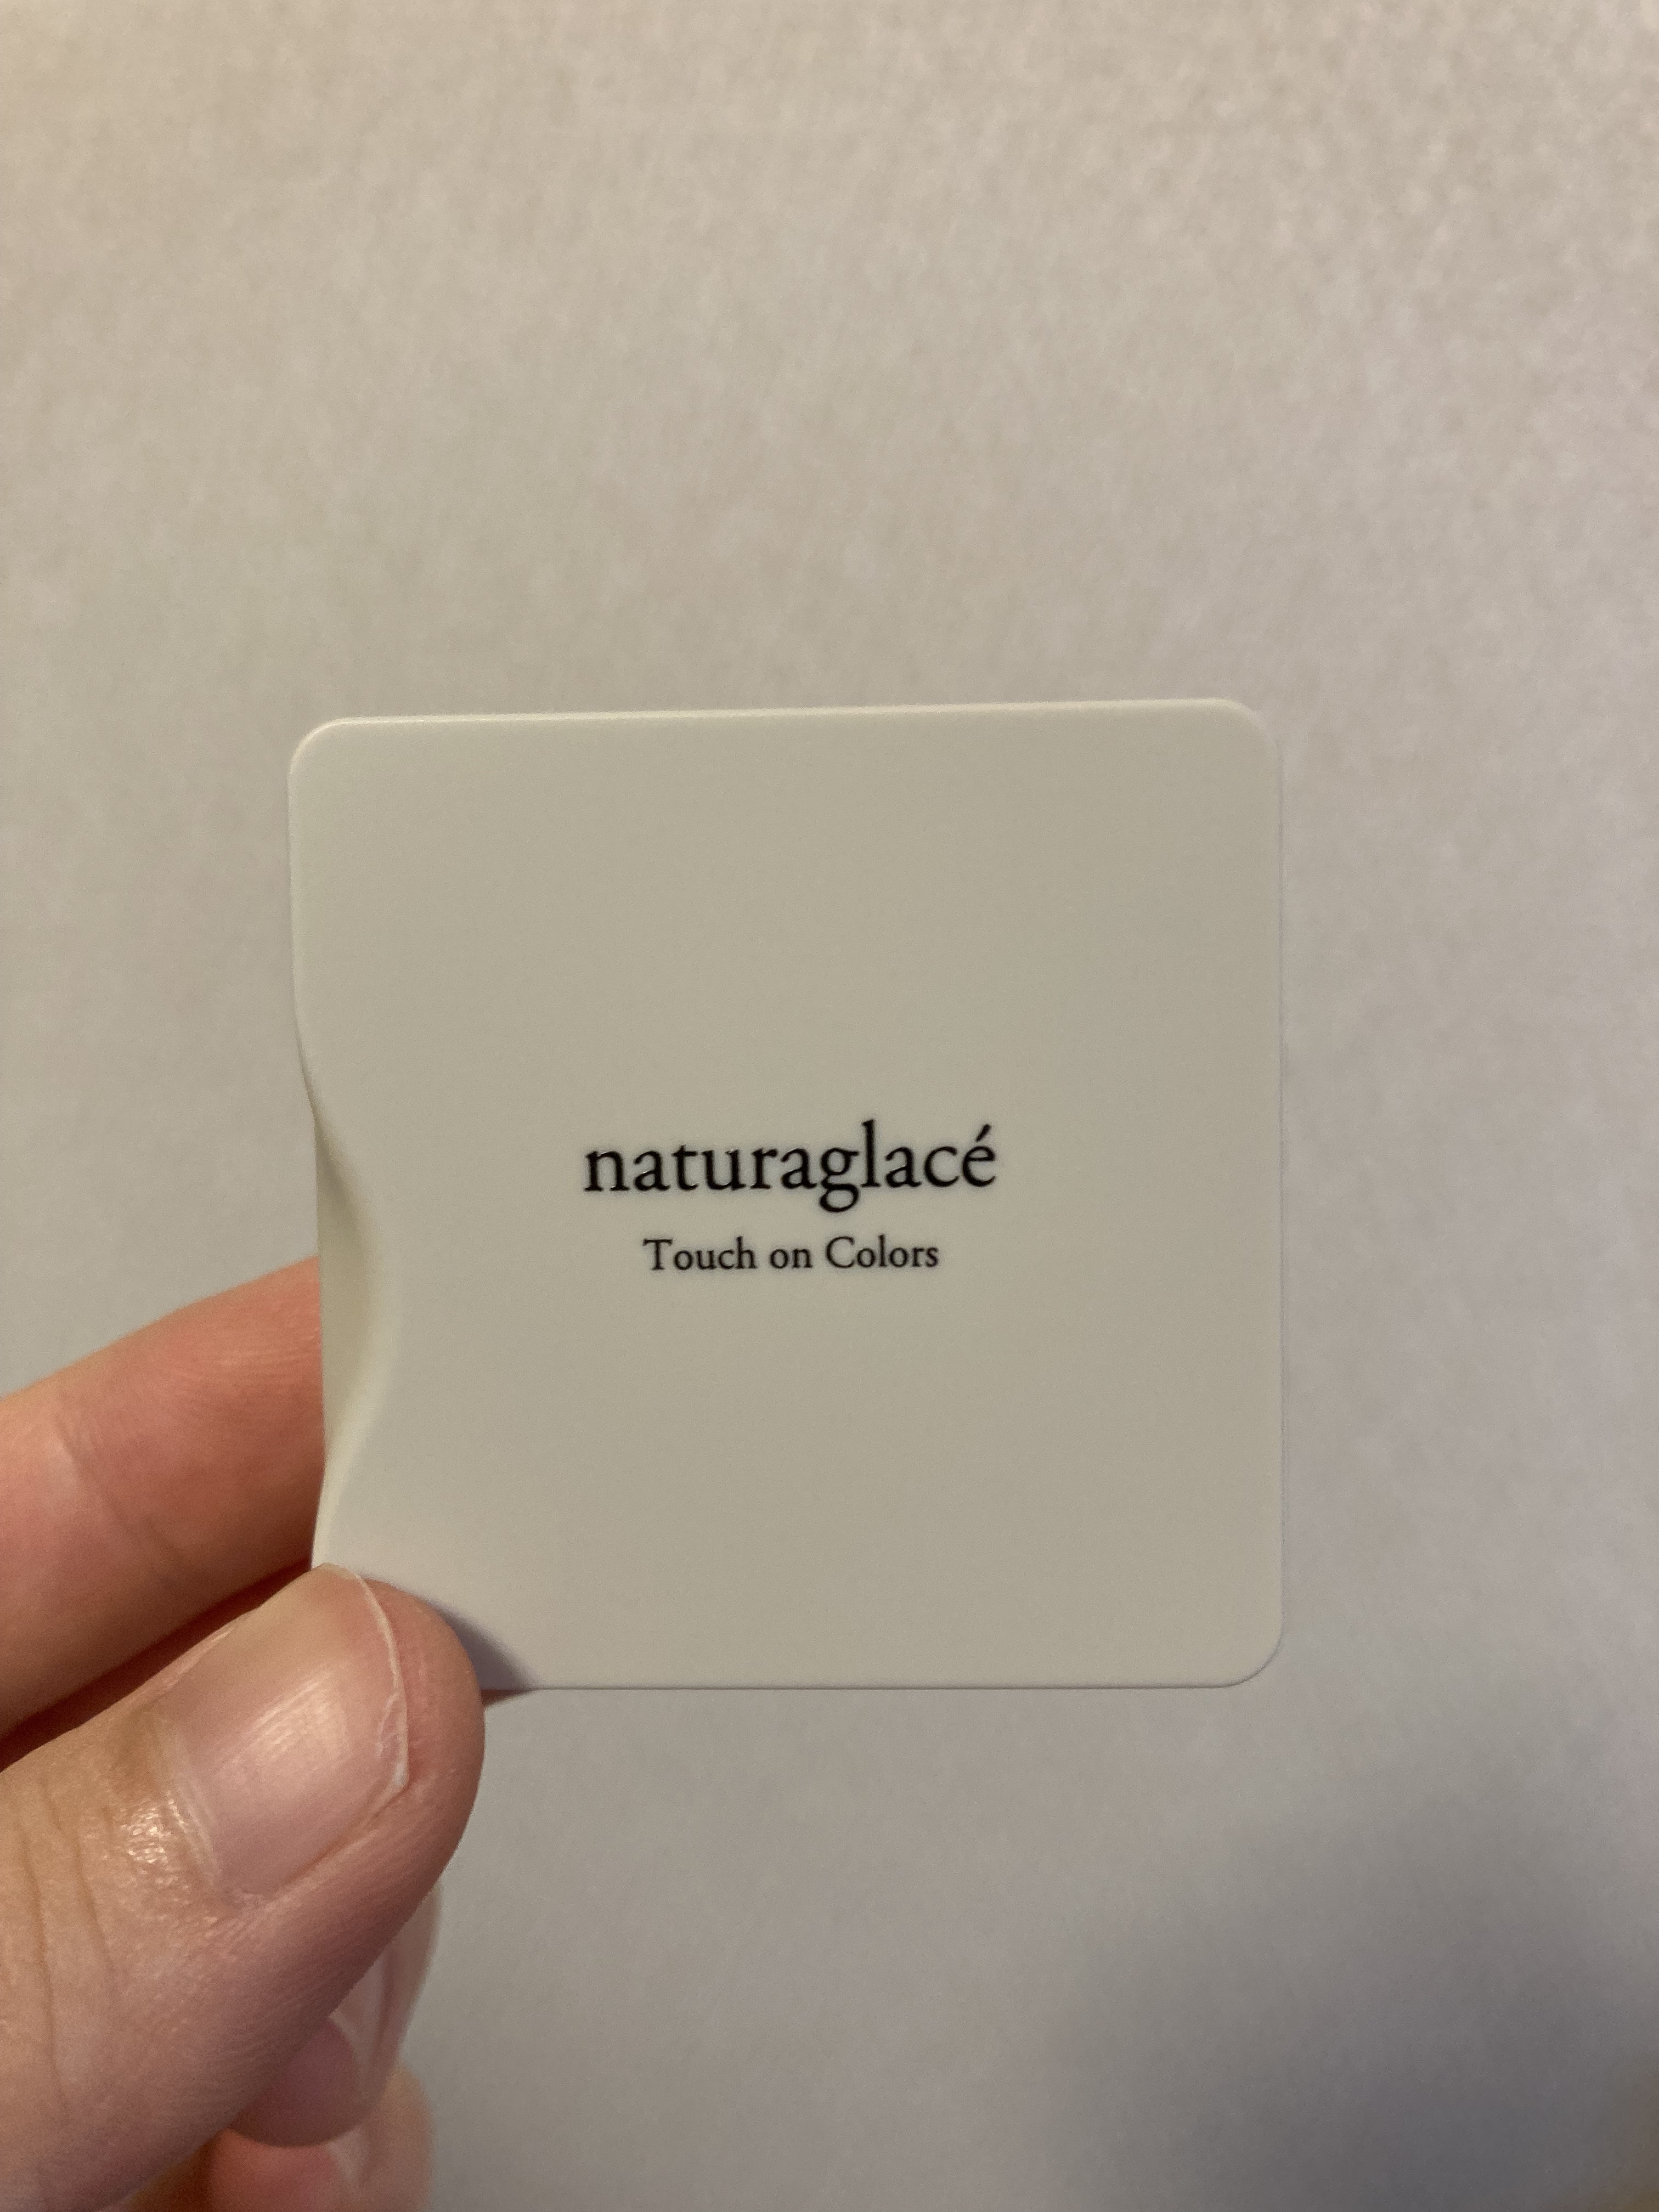 naturaglacé
Touch on Colors